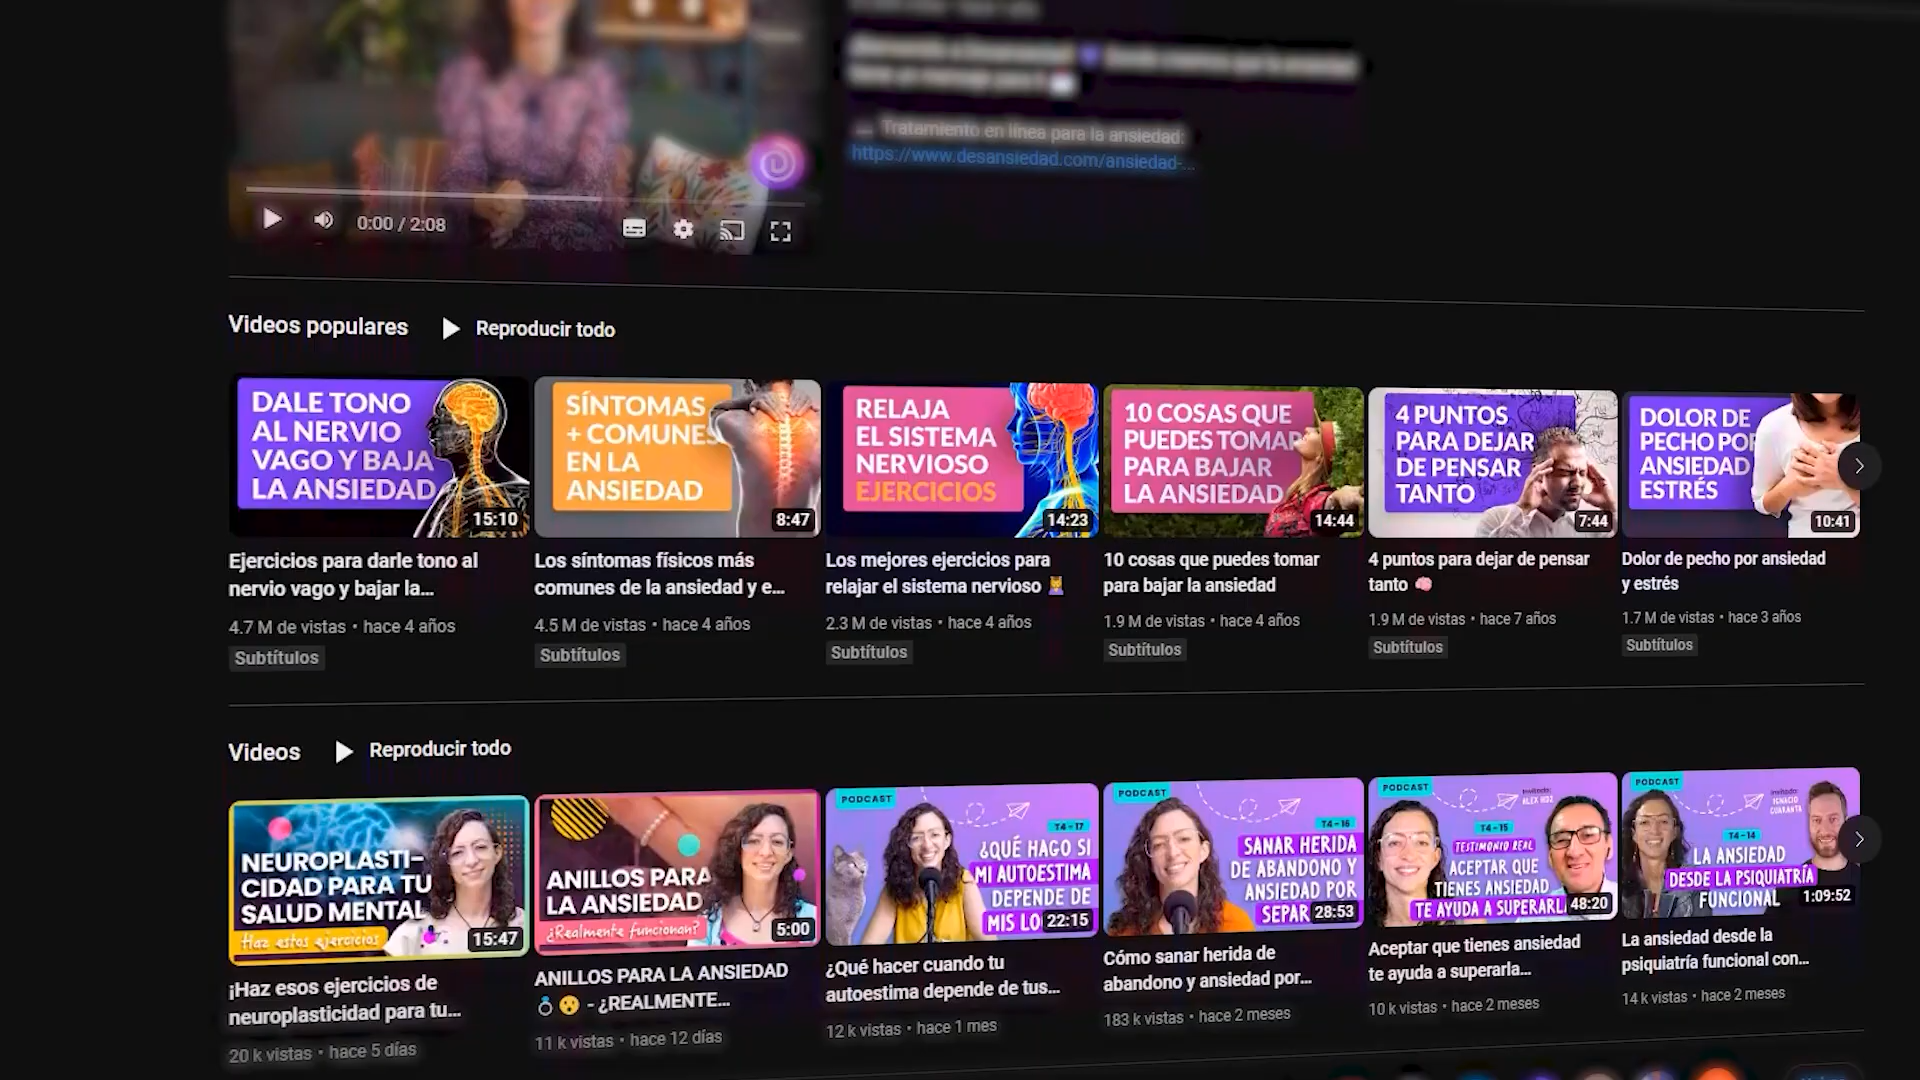 Tratamiento en línea para la ansiedad:
https://www.desansiedad.com/ansiedad-...
0:00 / 2:08
Videos populares
Reproducir todo
DALE TONO
AL NERVIO
VAGO Y BAJA
LA ANSIEDAD
15:10
SÍNTOMAS
+ COMUNES
EN LA
ANSIEDAD
8:47
RELAJA
EL SISTEMA
NERVIOSO
EJERCICIOS
14:23
10 COSAS QUE
PUEDES TOMAR
PARA BAJAR
LA ANSIEDAD
14:44
4 PUNTOS
PARA DEJAR
DE PENSAR
TANTO
7:44
DOLOR DE
PECHO POR
ANSIEDAD
ESTRÉS
10:41
Ejercicios para darle tono al
nervio vago y bajar la...
4.7 M de vistas • hace 4 años
Subtítulos
Los síntomas físicos más
comunes de la ansiedad y e...
4.5 M de vistas • hace 4 años
Subtítulos
Los mejores ejercicios para
relajar el sistema nervioso
2.3 M de vistas • hace 4 años
Subtítulos
10 cosas que puedes tomar
para bajar la ansiedad
1.9 M de vistas • hace 4 años
Subtítulos
4 puntos para dejar de pensar
tanto
1.9 M de vistas • hace 7 años
Subtítulos
Dolor de pecho por ansiedad
y estrés
1.7 M de vistas • hace 3 años
Subtítulos
Videos
Reproducir todo
NEUROPLASTI-
CIDAD PARA TU
SALUD MENTAL
Haz estos ejercicios
15:47
ANILLOS PARA
LA ANSIEDAD
¿Realmente funcionan?
5:00
PODCAST
T4-17
¿QUÉ HAGO SI
MI AUTOESTIMA
DEPENDE DE
MIS LO
22:15
PODCAST
T4-16
SANAR HERIDA
DE ABANDONO Y
ANSIEDAD POR
SEPAR
28:53
PODCAST
Invitado:
T4-15
TESTIMONIO REAL
ACEPTAR QUE
TIENES ANSIEDAD
TE AYUDA A SUPERARL
48:20
PODCAST
Invitado:
IGNACIO
T4-14
LA ANSIEDAD
DESDE LA PSIQUIATRÍA
FUNCIONAL
1:09:52
¡Haz esos ejercicios de
neuroplasticidad para tu...
20 k vistas • hace 5 días
ANILLOS PARA LA ANSIEDAD
- ¿REALMENTE...
11 k vistas • hace 12 días
¿Qué hacer cuando tu
autoestima depende de tus...
12 k vistas • hace 1 mes
Cómo sanar herida de
abandono y ansiedad por...
183 k vistas • hace 2 meses
Aceptar que tienes ansiedad
te ayuda a superarla...
10 k vistas • hace 2 meses
La ansiedad desde la
psiquiatría funcional con...
14 k vistas • hace 2 meses